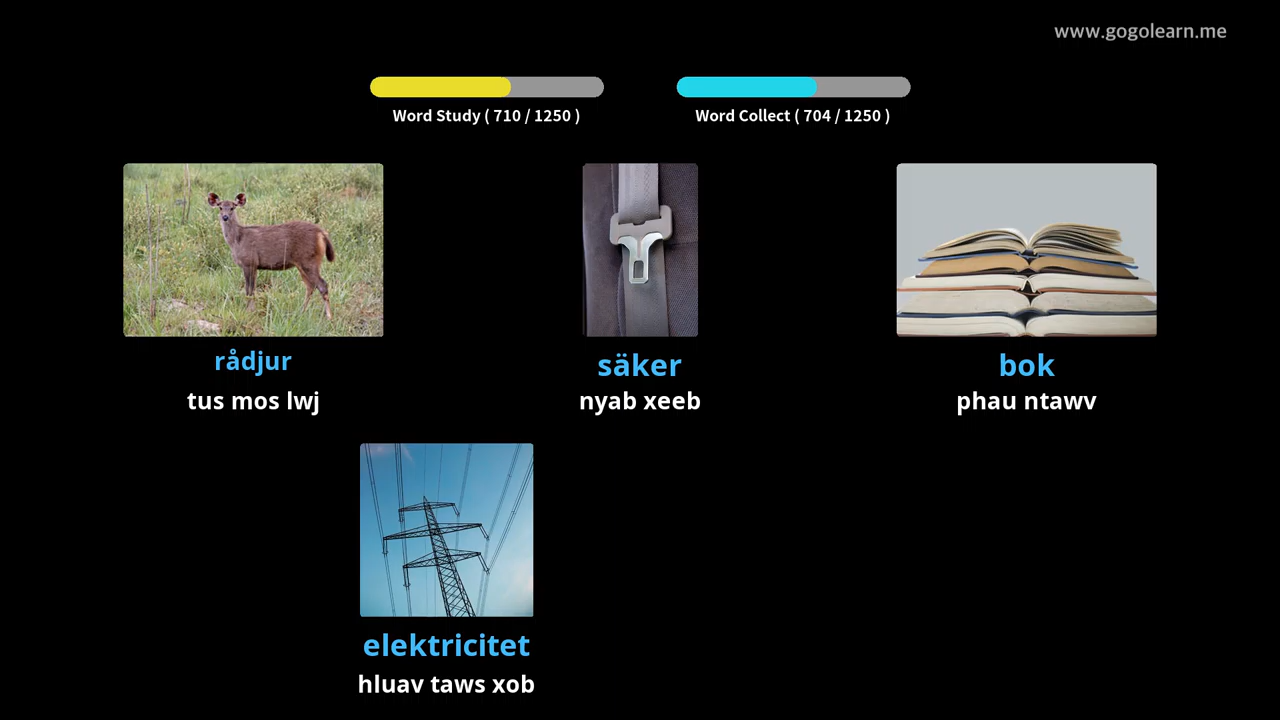 www.gogolearn.me
Word Study ( 710 / 1250 )
Word Collect ( 704 / 1250 )
rådjur
tus mos lwj
säker
nyab xeeb
bok
phau ntawv
elektricitet
hluav taws xob